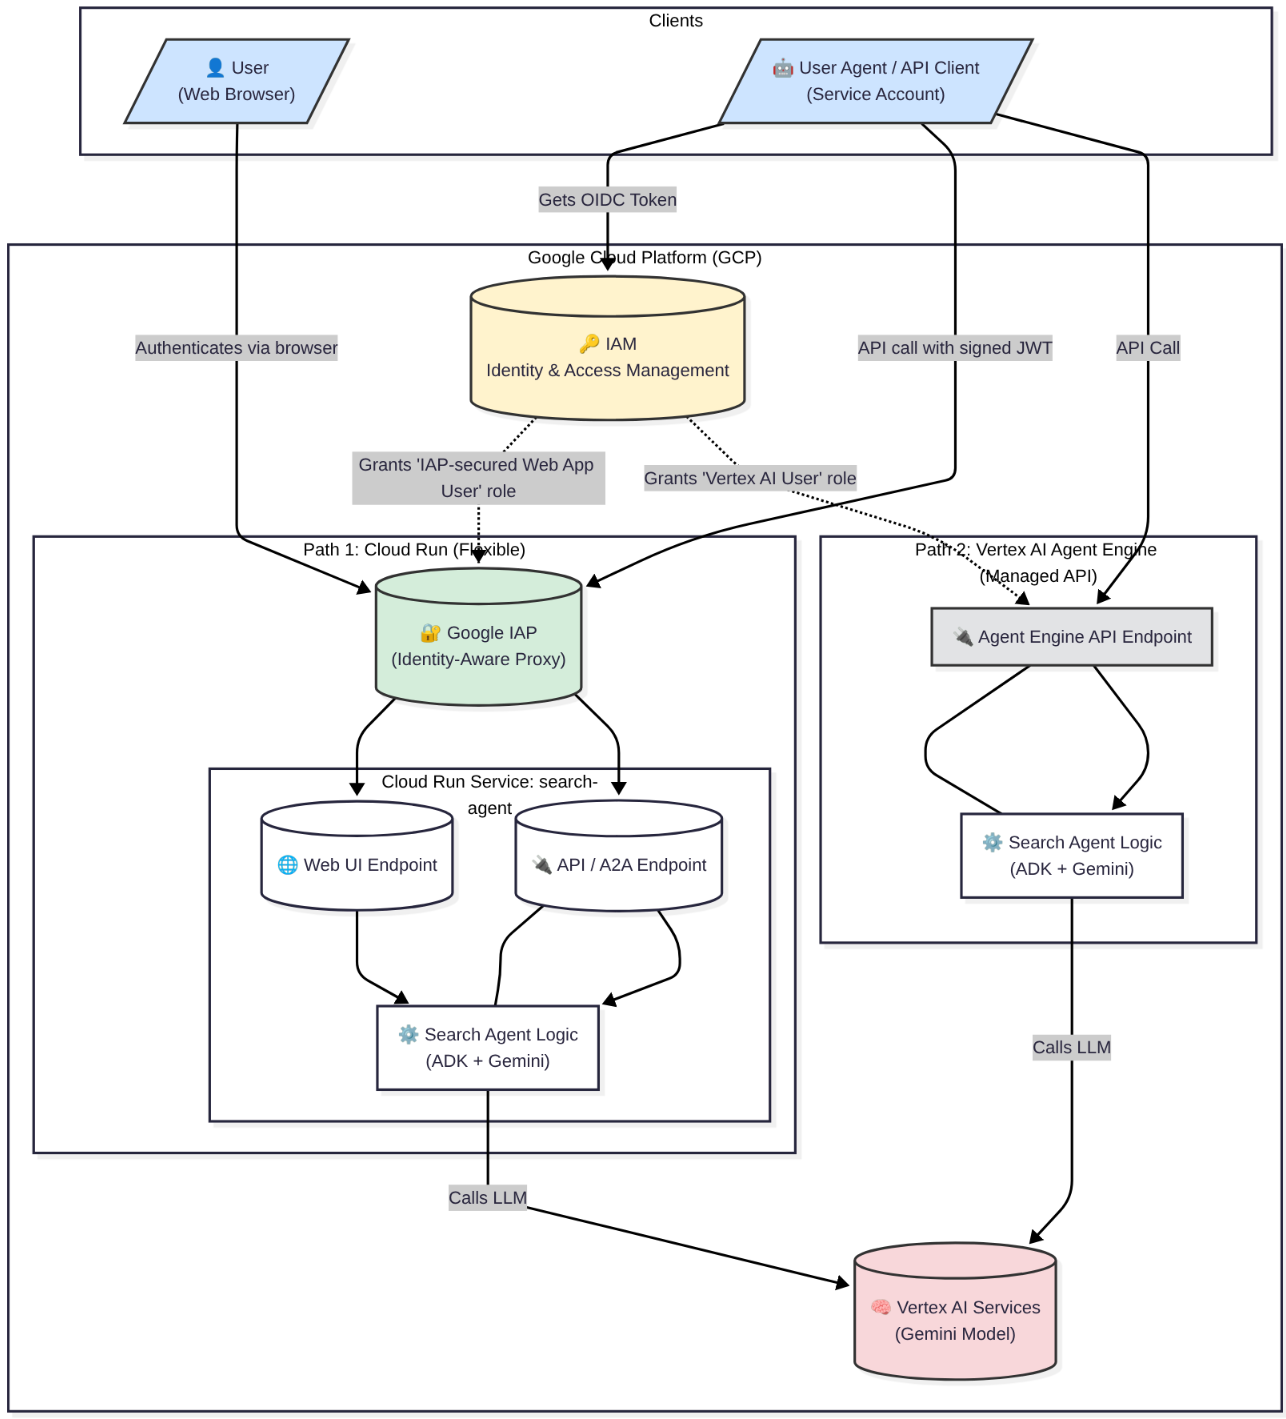 Clients
👤 User
(Web Browser)
🤖 User Agent / API Client
(Service Account)
Gets OIDC Token
Google Cloud Platform (GCP)
🔑 IAM
Identity & Access Management
Authenticates via browser
API call with signed JWT
API Call
Grants 'IAP-secured Web App
User' role
Grants 'Vertex AI User' role
Path 1: Cloud Run (Flexible)
Path 2: Vertex AI Agent Engine
(Managed API)
🔐 Google IAP
(Identity-Aware Proxy)
🔌 Agent Engine API Endpoint
Cloud Run Service: search-
agent
🌐 Web UI Endpoint
🔌 API / A2A Endpoint
⚙️ Search Agent Logic
(ADK + Gemini)
⚙️ Search Agent Logic
(ADK + Gemini)
Calls LLM
Calls LLM
🧠 Vertex AI Services
(Gemini Model)